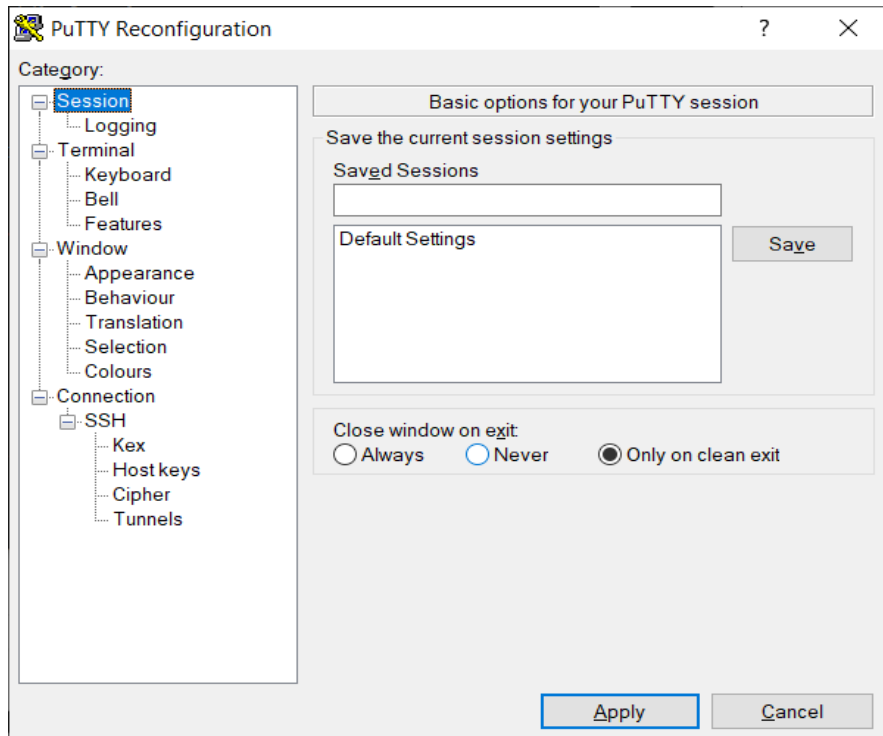 PuTTY Reconfiguration
?
Category:
Session
Logging
Terminal
Keyboard
Bell
Features
Window
Appearance
Behaviour
Translation
Selection
Colours
Connection
SSH
Kex
Host keys
Cipher
Tunnels
Basic options for your PuTTY session
Save the current session settings
Saved Sessions
Default Settings
Save
Close window on exit:
Always Never Only on clean exit
Apply Cancel